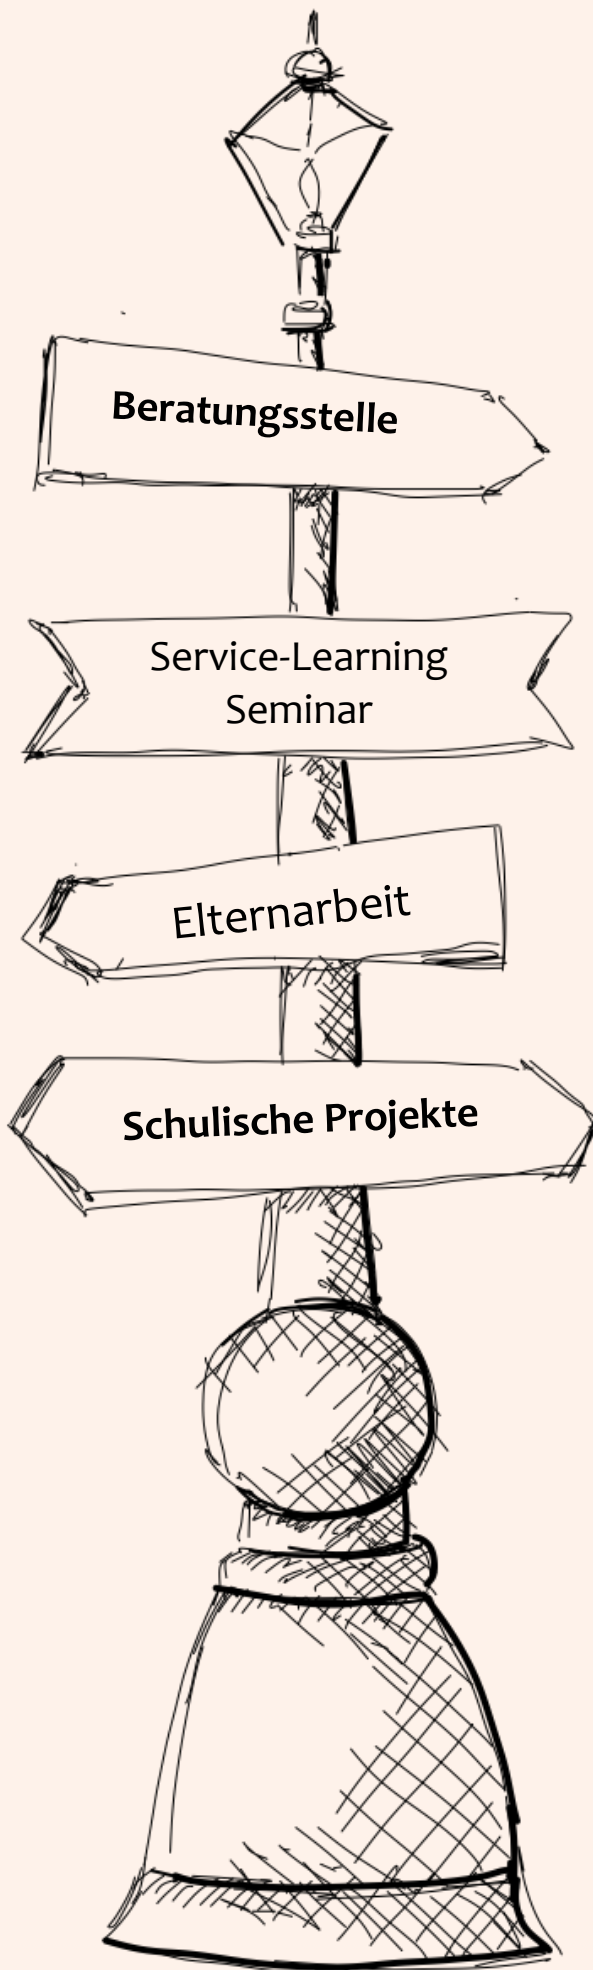 Beratungsstelle
Service-Learning
Seminar
Elternarbeit
Schulische Projekte